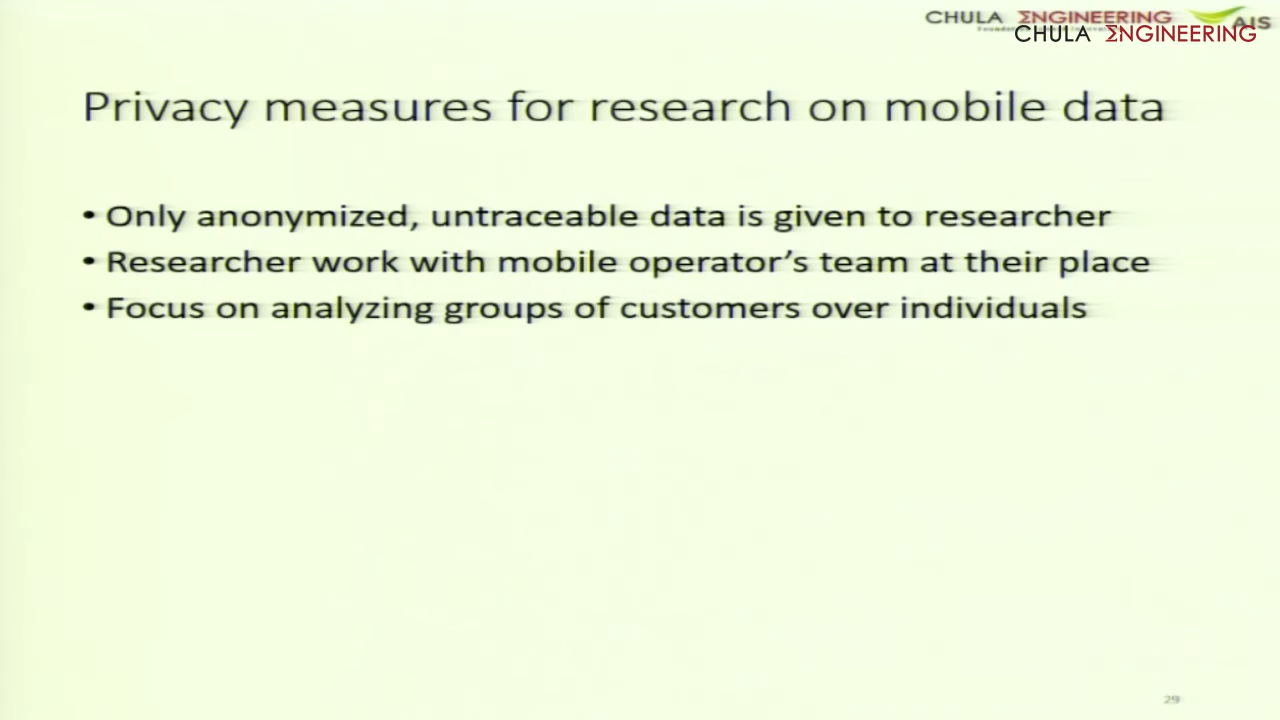 CHULA ΣNGINEERING
AIS
CHULA ΣNGINEERING
Privacy measures for research on mobile data
• Only anonymized, untraceable data is given to researcher
• Researcher work with mobile operator’s team at their place
• Focus on analyzing groups of customers over individuals
29